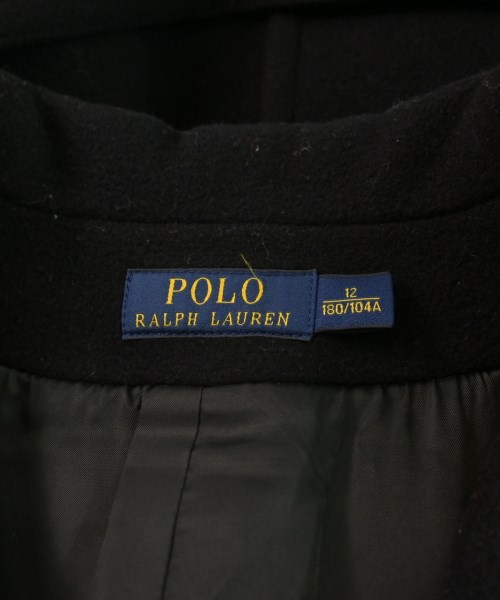 POLO
RALPH LAUREN
12
180/104A